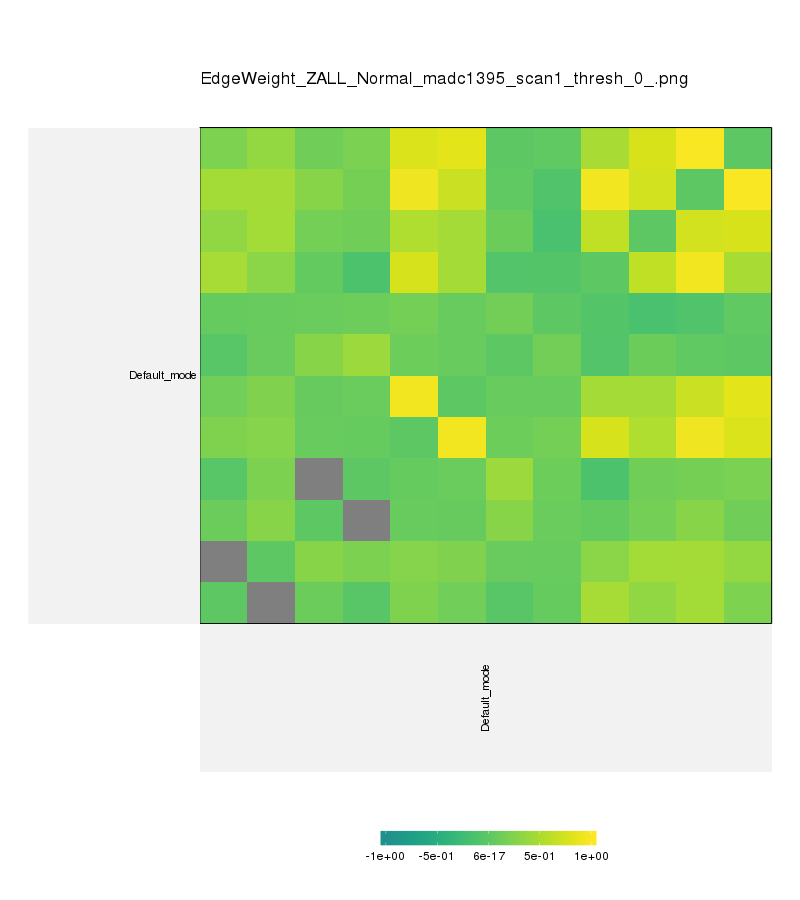 EdgeWeight_ZALL_Normal_madc1395_scan1_thresh_0_.png
Default_mode
Default_mode
-1e+00 -5e-01 6e-17 5e-01 1e+00